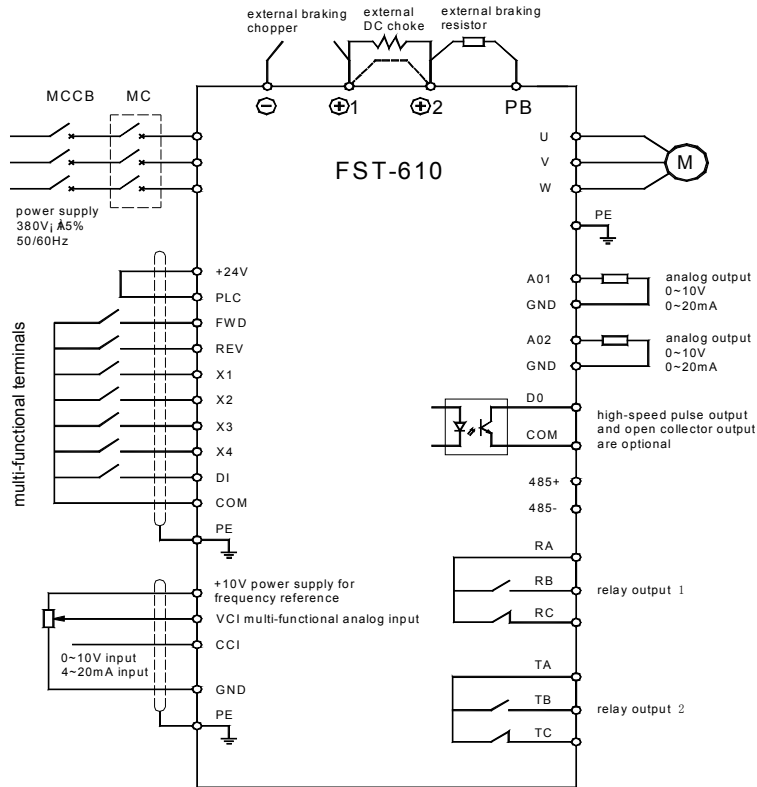 external braking
chopper
external
DC choke
external braking
resistor
MCCB
MC
⊖
⊕1
⊕2
PB
FST-610
U
V
W
M
PE
power supply
380V¡À5%
50/60Hz
+24V
PLC
FWD
REV
X1
X2
X3
X4
DI
COM
PE
multi-functional terminals
A01
GND
analog output
0~10V
0~20mA
A02
GND
analog output
0~10V
0~20mA
D0
COM
high-speed pulse output
and open collector output
are optional
485+
485-
RA
RB
RC
relay output 1
+10V power supply for
frequency reference
VCI multi-functional analog input
CCI
0~10V input
4~20mA input
GND
PE
TA
TB
TC
relay output 2